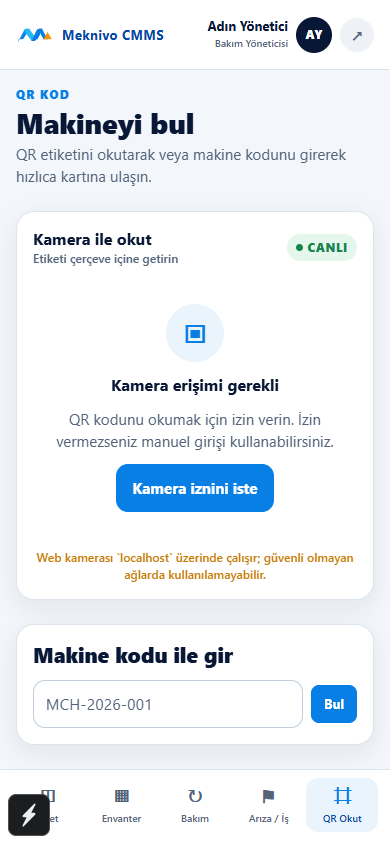 Meknivo CMMS
Adın Yönetici
Bakım Yöneticisi
AY
QR KOD
Makineyi bul
QR etiketini okutarak veya makine kodunu girerek
hızlıca kartına ulaşın.
Kamera ile okut
Etiketi çerçeve içine getirin
CANLI
Kamera erişimi gerekli
QR kodunu okumak için izin verin. İzin
vermezseniz manuel girişi kullanabilirsiniz.
Kamera iznini iste
Web kamerası `localhost` üzerinde çalışır; güvenli olmayan
ağlarda kullanılamayabilir.
Makine kodu ile gir
MCH-2026-001
Bul
Envanter
Bakım
Arıza / İş
QR Okut